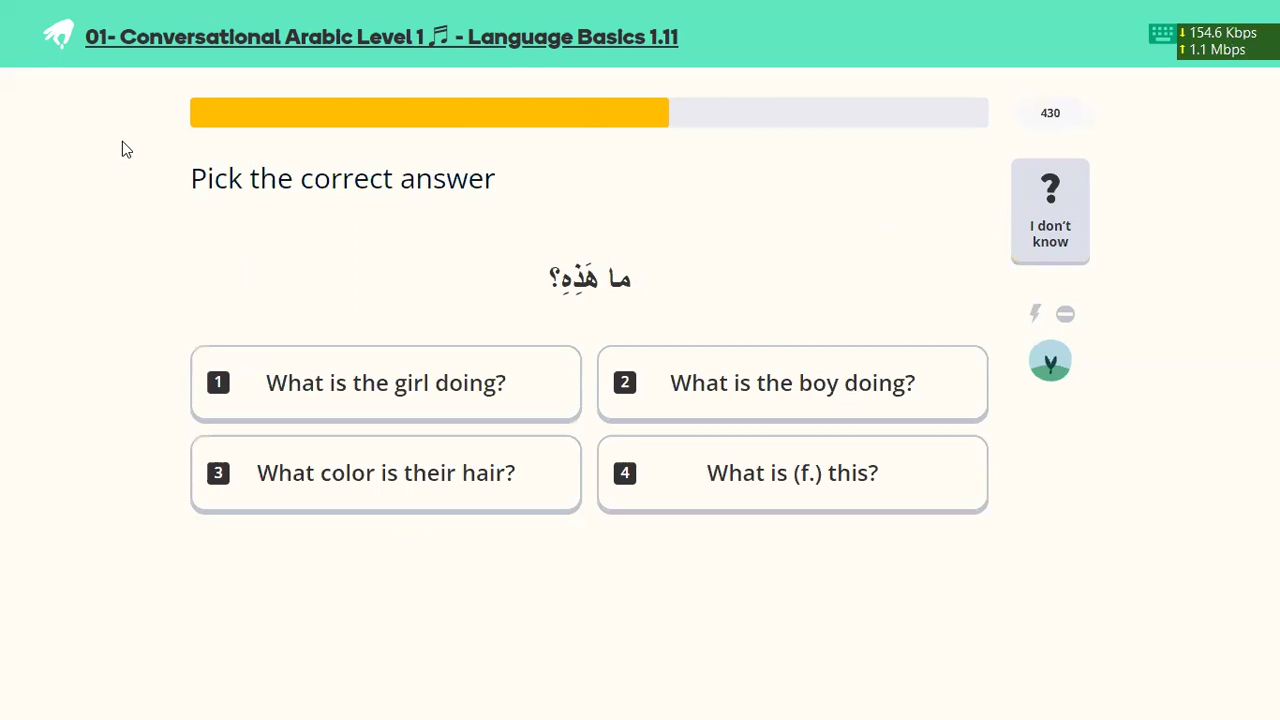 01- Conversational Arabic Level 1 🎵 - Language Basics 1.11
↓ 154.6 Kbps
↑ 1.1 Mbps
430
Pick the correct answer
?
I don't
know
ما هَذِهِ؟
1 What is the girl doing?
2 What is the boy doing?
3 What color is their hair?
4 What is (f.) this?